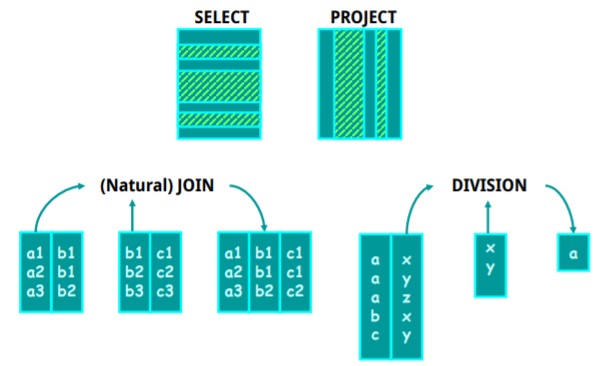 SELECT PROJECT
(Natural) JOIN DIVISION
a1 b1 b1 c1 a1 b1 c1 a x x a
a2 b1 b2 c2 a2 b1 c1 a y y
a3 b2 b3 c3 a3 b2 c2 a z
b x
c y